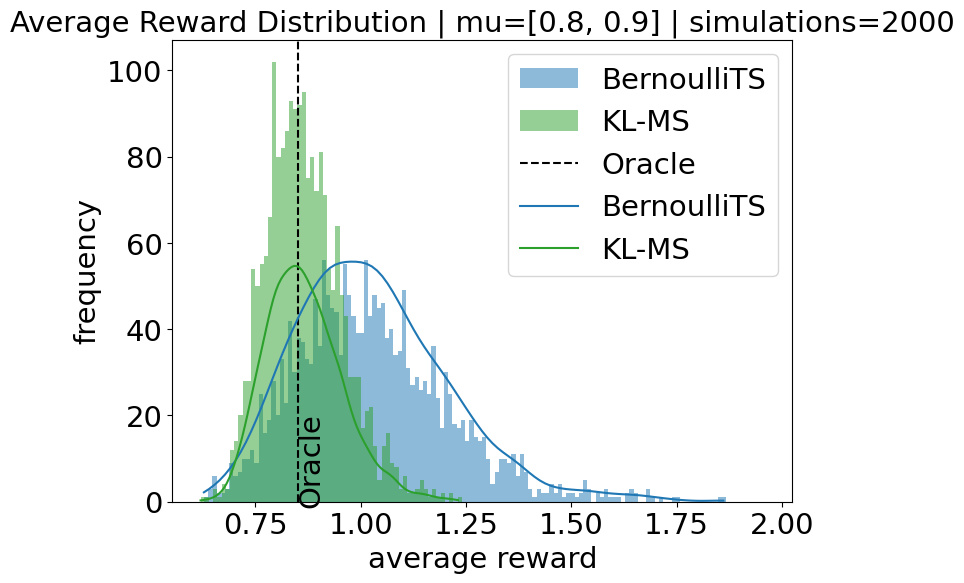 Average Reward Distribution | mu=[0.8, 0.9] | simulations=2000
BernoulliTS
KL-MS
Oracle
BernoulliTS
KL-MS
frequency
100
80
60
40
20
0
Oracle
0.75
1.00
1.25
1.50
1.75
2.00
average reward